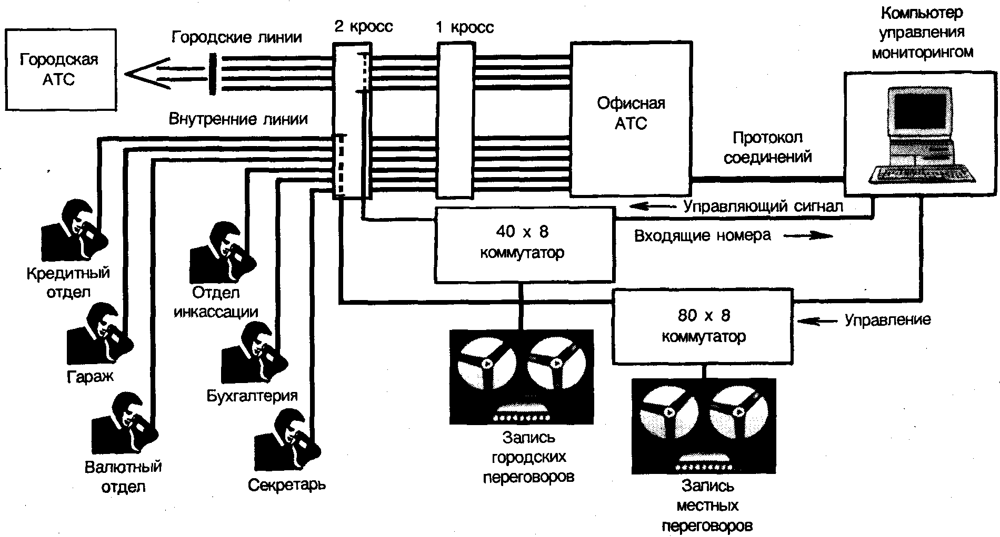 Городская
АТС
Городские линии
2 кросс
1 кросс
Компьютер
управления
мониторингом
Офисная
АТС
Внутренние линии
Протокол
соединений
Управляющий сигнал
Входящие номера
40 x 8
коммутатор
80 x 8
коммутатор
Управление
Кредитный
отдел
Отдел
инкассации
Гараж
Бухгалтерия
Валютный
отдел
Секретарь
Запись
городских
переговоров
Запись
местных
переговоров